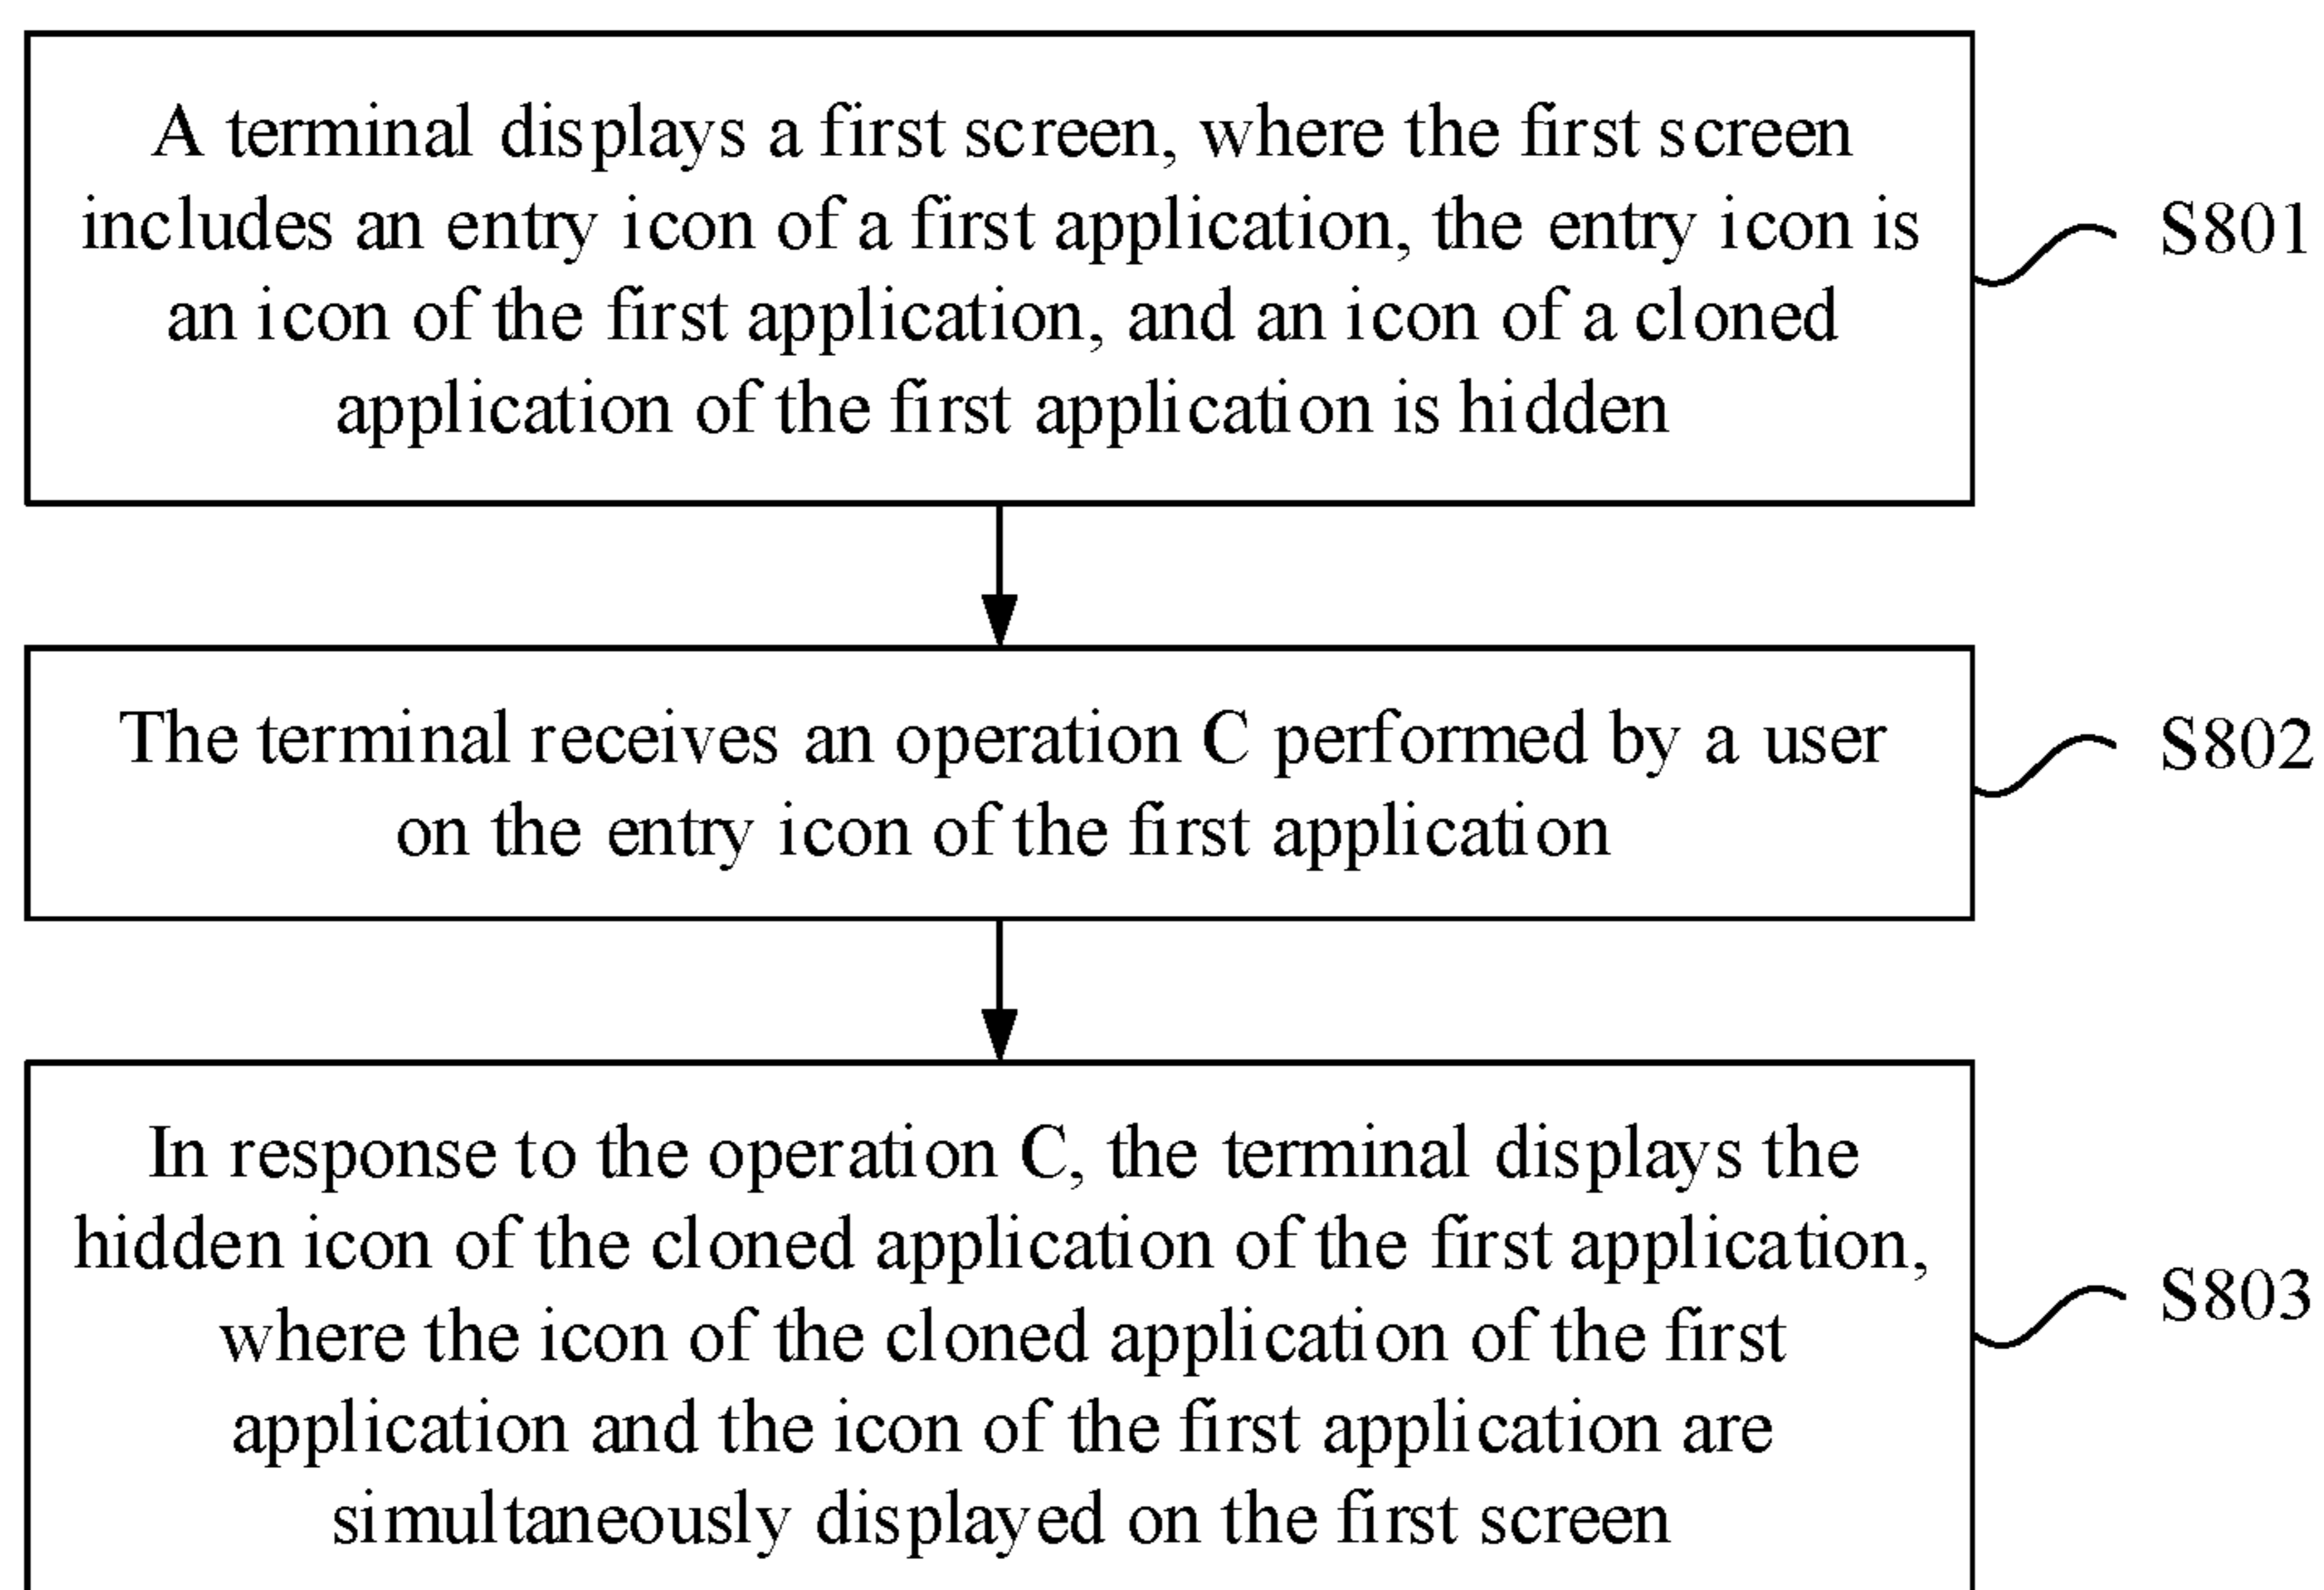 A terminal displays a first screen, where the first screen
includes an entry icon of a first application, the entry icon is
an icon of the first application, and an icon of a cloned
application of the first application is hidden
S801
The terminal receives an operation C performed by a user
on the entry icon of the first application
S802
In response to the operation C, the terminal displays the
hidden icon of the cloned application of the first application,
where the icon of the cloned application of the first
application and the icon of the first application are
simultaneously displayed on the first screen
S803